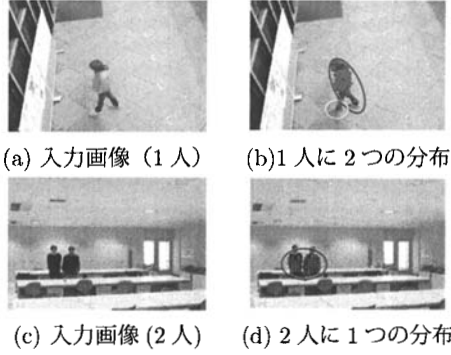 (a) 入力画像（1人）
(b)1人に2つの分布
(c) 入力画像(2人)
(d) 2人に1つの分布